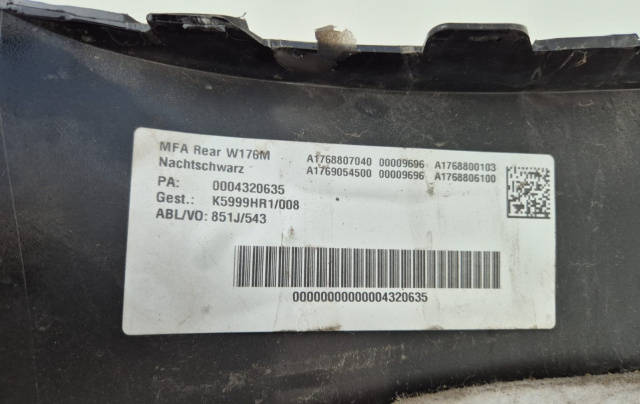 MFA Rear W176M A1768807040 00009696 A1768800103
Nachtschwarz A1769054500 00009696 A1768806100
PA: 0004320635
Gest.: K5999HR1/008
ABL/VO: 851J/543
00000000000004320635